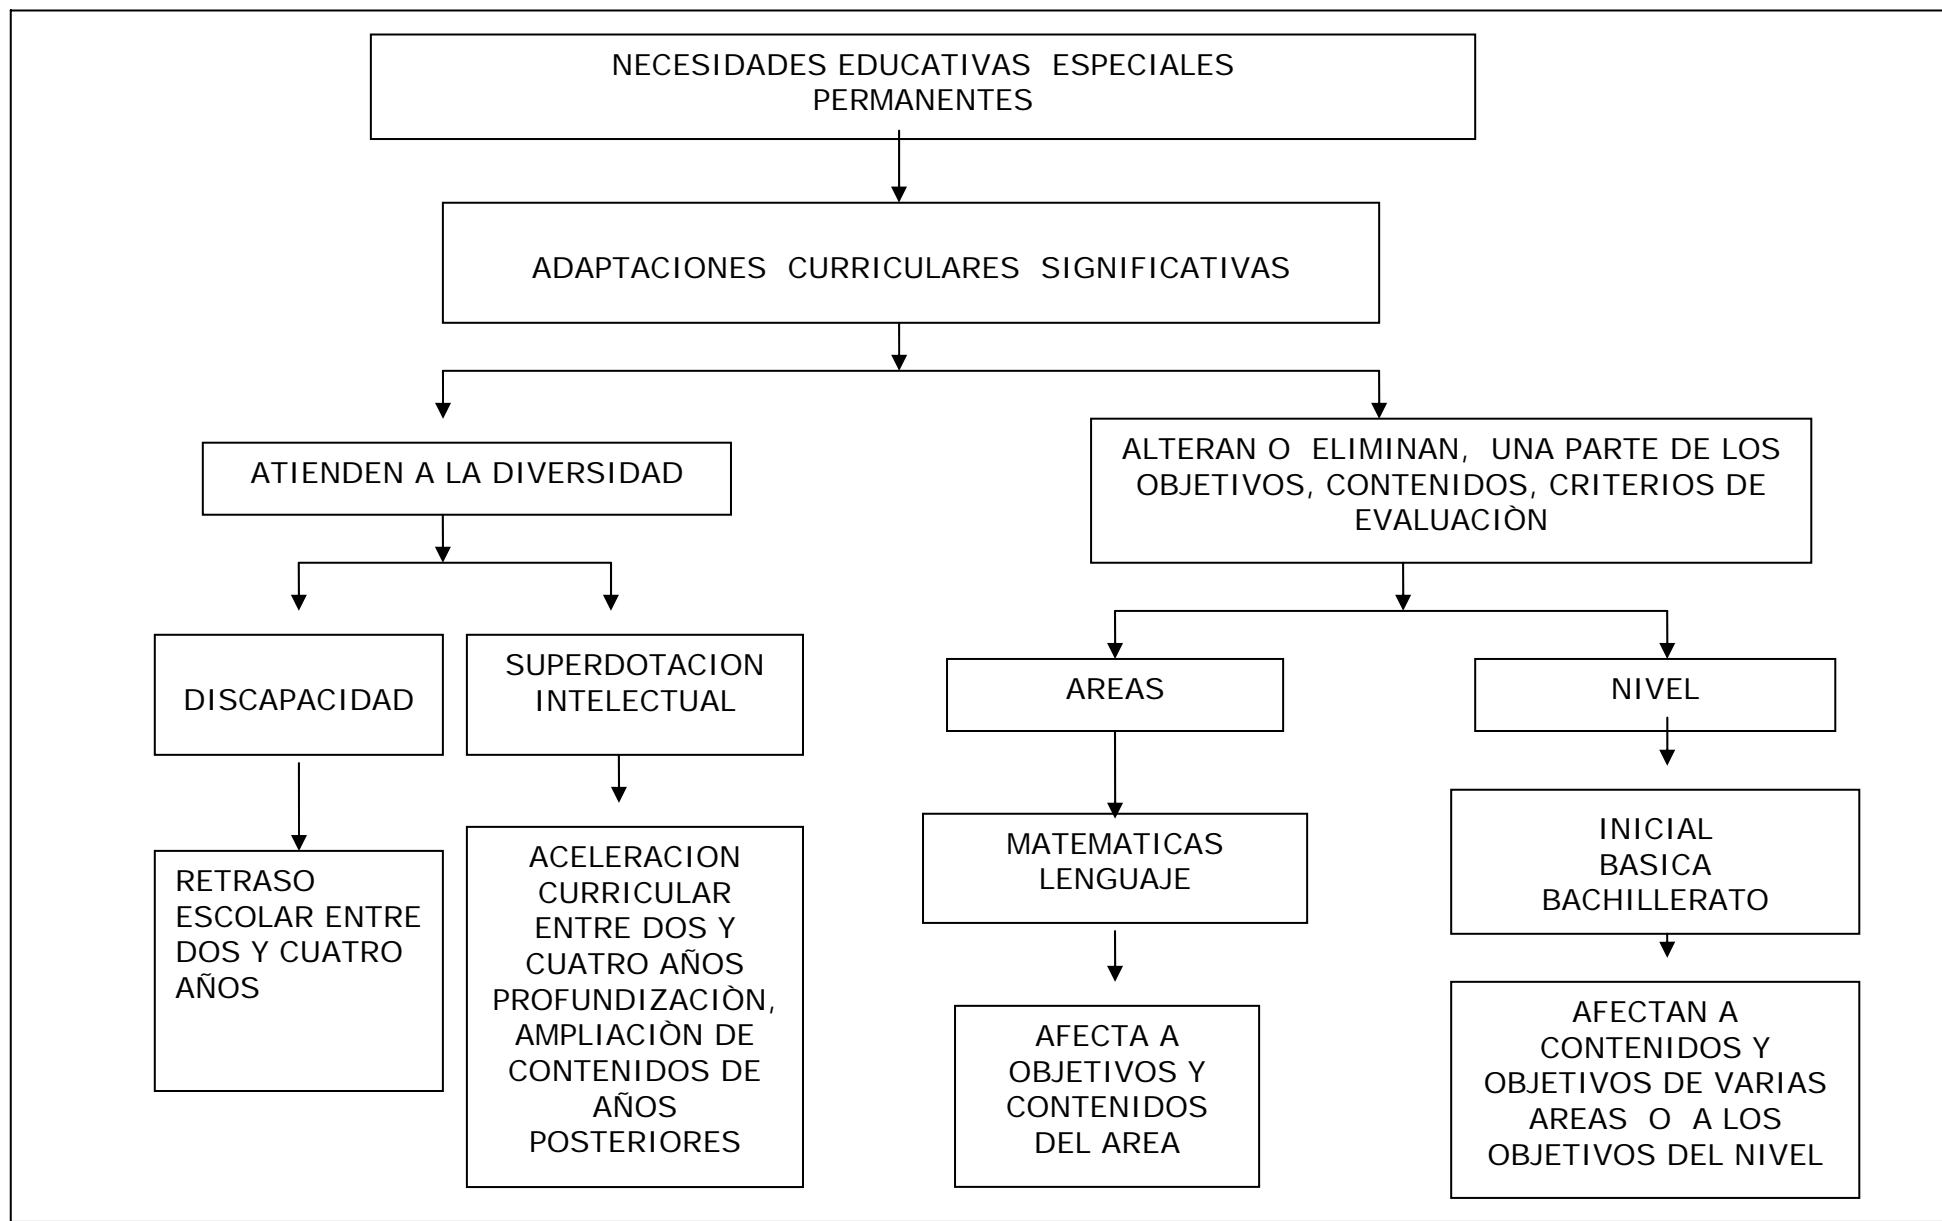 NECESIDADES EDUCATIVAS ESPECIALES
PERMANENTES
ADAPTACIONES CURRICULARES SIGNIFICATIVAS
ATIENDEN A LA DIVERSIDAD
ALTERAN O ELIMINAN, UNA PARTE DE LOS
OBJETIVOS, CONTENIDOS, CRITERIOS DE
EVALUACIÒN
DISCAPACIDAD
SUPERDOTACION
INTELECTUAL
AREAS
NIVEL
RETRASO
ESCOLAR ENTRE
DOS Y CUATRO
AÑOS
ACELERACION
CURRICULAR
ENTRE DOS Y
CUATRO AÑOS
PROFUNDIZACIÒN,
AMPLIACIÒN DE
CONTENIDOS DE
AÑOS
POSTERIORES
MATEMATICAS
LENGUAJE
INICIAL
BASICA
BACHILLERATO
AFECTA A
OBJETIVOS Y
CONTENIDOS
DEL AREA
AFECTAN A
CONTENIDOS Y
OBJETIVOS DE VARIAS
AREAS O A LOS
OBJETIVOS DEL NIVEL